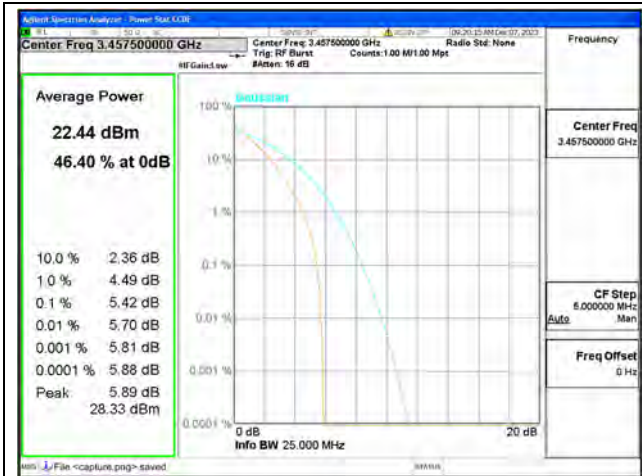 Agilent Spectrum Analyzer - Power Stat CCDF
Center Freq 3.457500000 GHz
Center Freq: 3.457500000 GHz
Trig: RF Burst
Counts:1.00 M/1.00 Mpt
#IFGain:Low
#Atten: 16 dB
09:20:15 AM Dec 07, 2023
Radio Std: None
Frequency
Average Power
22.44 dBm
46.40 % at 0dB
10.0 % 2.36 dB
1.0 % 4.49 dB
0.1 % 5.42 dB
0.01 % 5.70 dB
0.001 % 5.81 dB
0.0001 % 5.88 dB
Peak 5.89 dB
28.33 dBm
Gaussian
100 %
10 %
1 %
0.1 %
0.01 %
0.001 %
0.0001 %
0 dB
20 dB
Info BW 25.000 MHz
Center Freq
3.457500000 GHz
CF Step
5.000000 MHz
Auto Man
Freq Offset
0 Hz
MSG
File <capture.png> saved
STATUS